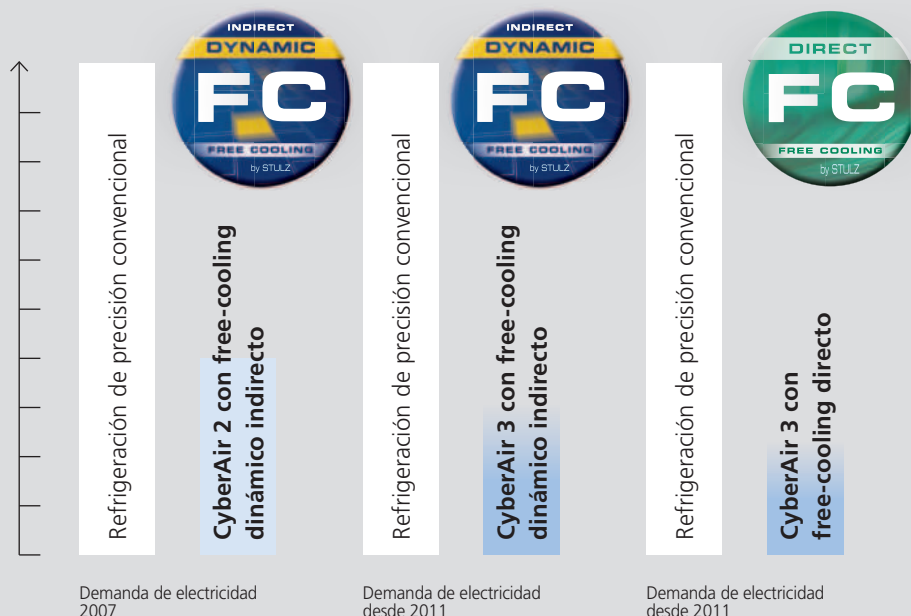 INDIRECT
DYNAMIC
FC
FREE COOLING
by STULZ
INDIRECT
DYNAMIC
FC
FREE COOLING
by STULZ
DIRECT
FC
FREE COOLING
by STULZ
Refrigeración de precisión convencional
CyberAir 2 con free-cooling
dinámico indirecto
Refrigeración de precisión convencional
CyberAir 3 con free-cooling
dinámico indirecto
Refrigeración de precisión convencional
CyberAir 3 con
free-cooling directo
Demanda de electricidad
2007
Demanda de electricidad
desde 2011
Demanda de electricidad
desde 2011